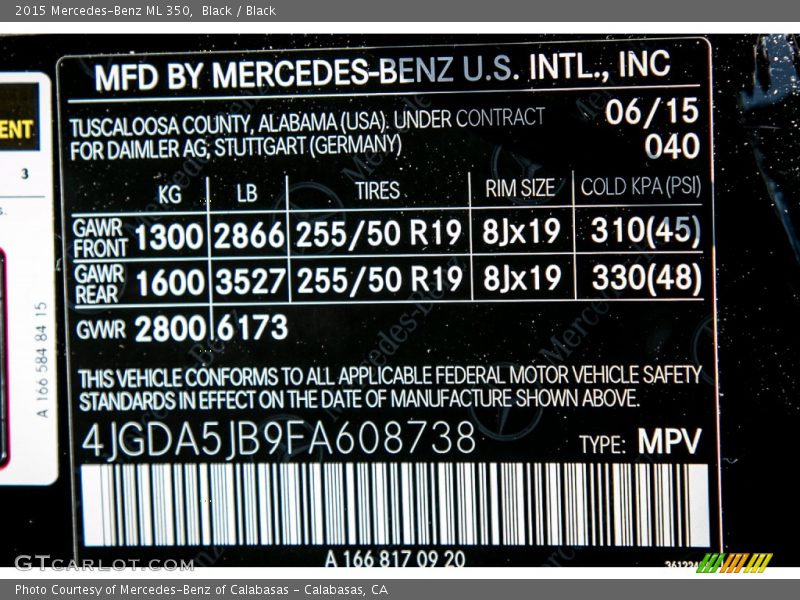 2015 Mercedes-Benz ML 350, Black / Black
MFD BY MERCEDES-BENZ U.S. INTL., INC
TUSCALOOSA COUNTY, ALABAMA (USA). UNDER CONTRACT
FOR DAIMLER AG, STUTTGART (GERMANY)
06/15
040
ENT
3
KG LB TIRES RIM SIZE COLD KPA (PSI)
GAWR
FRONT 1300 2866 255/50 R19 8Jx19 310(45)
GAWR
REAR 1600 3527 255/50 R19 8Jx19 330(48)
GVWR 2800 6173
A 166 584 84 15
THIS VEHICLE CONFORMS TO ALL APPLICABLE FEDERAL MOTOR VEHICLE SAFETY
STANDARDS IN EFFECT ON THE DATE OF MANUFACTURE SHOWN ABOVE.
4JGDA5JB9FA608738 TYPE: MPV
A 166 817 09 20
GTCARLOT.COM
Photo Courtesy of Mercedes-Benz of Calabasas - Calabasas, CA